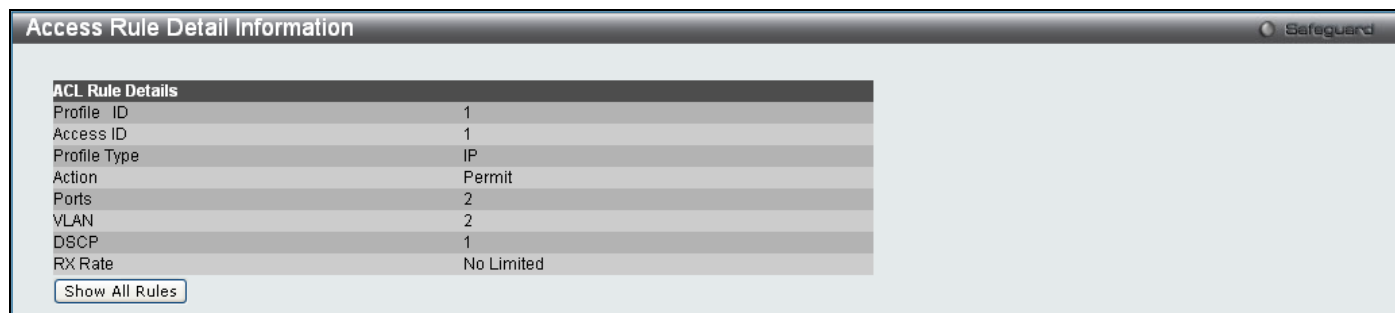 Access Rule Detail Information
Safeguard
ACL Rule Details
Profile ID 1
Access ID 1
Profile Type IP
Action Permit
Ports 2
VLAN 2
DSCP 1
RX Rate No Limited
Show All Rules